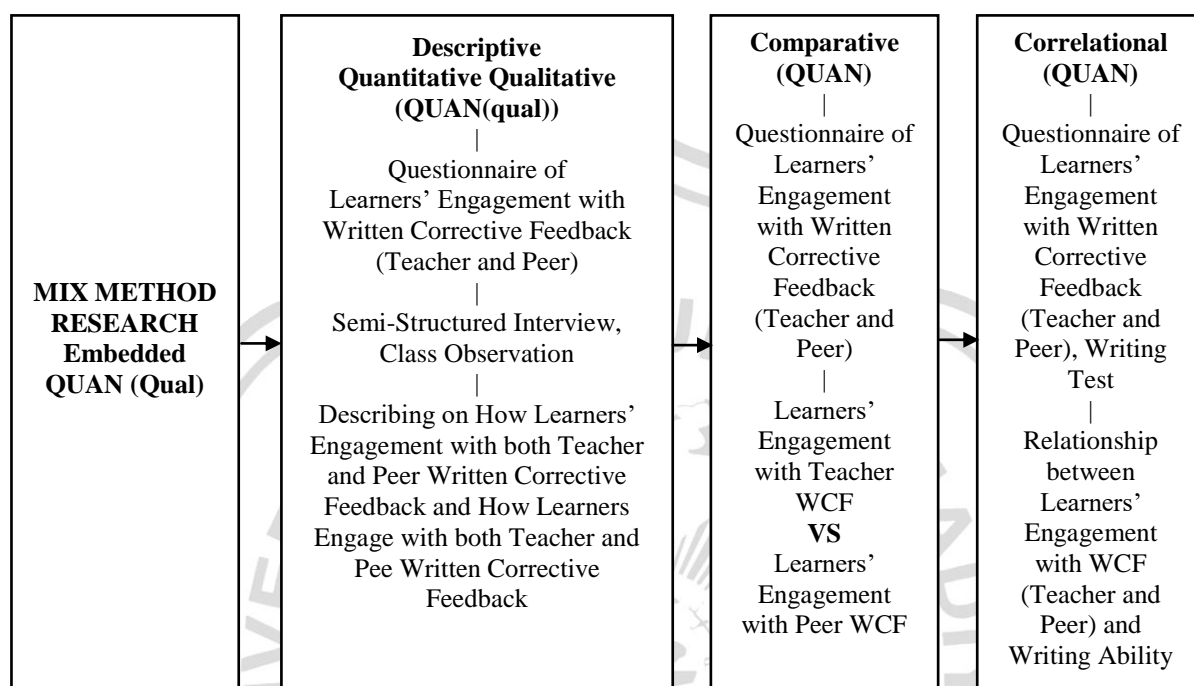 MIX METHOD
RESEARCH
Embedded
QUAN (Qual)
Descriptive
Quantitative Qualitative
(QUAN(qual))
|
Questionnaire of
Learners’ Engagement with
Written Corrective Feedback
(Teacher and Peer)
|
Semi-Structured Interview,
Class Observation
|
Describing on How Learners’
Engagement with both Teacher
and Peer Written Corrective
Feedback and How Learners
Engage with both Teacher and
Pee Written Corrective
Feedback
Comparative
(QUAN)
|
Questionnaire of
Learners’
Engagement
with Written
Corrective
Feedback
(Teacher and
Peer)
|
Learners’
Engagement
with Teacher
WCF
VS
Learners’
Engagement
with Peer WCF
Correlational
(QUAN)
|
Questionnaire of
Learners’
Engagement
with Written
Corrective
Feedback
(Teacher and
Peer), Writing
Test
|
Relationship
between
Learners’
Engagement
with WCF
(Teacher and
Peer) and
Writing Ability